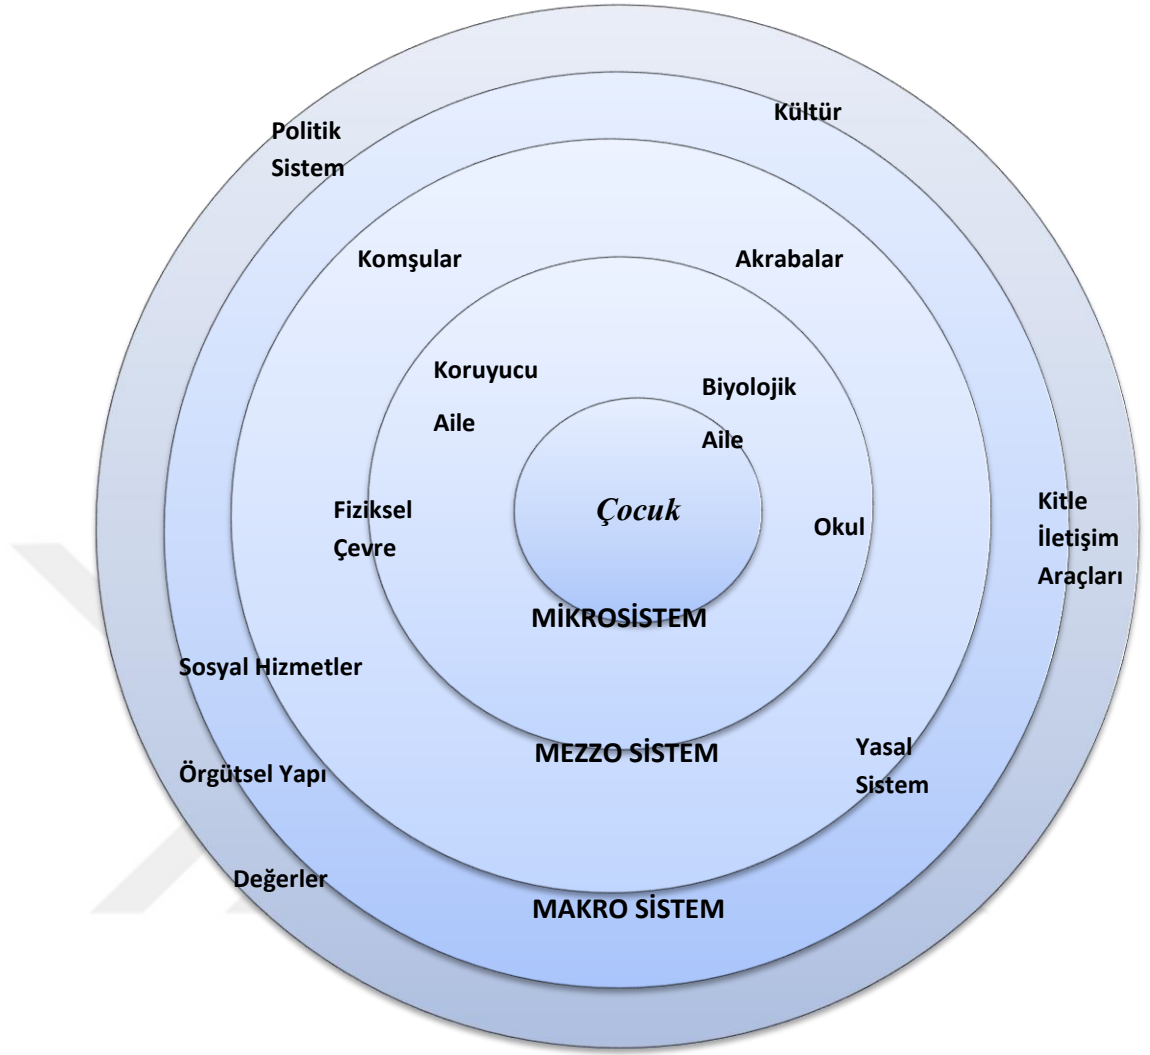 Kültür
Politik
Sistem
Komşular
Akrabalar
Koruyucu
Aile
Biyolojik
Aile
Fiziksel
Çevre
Çocuk
Okul
Kitle
İletişim
Araçları
MİKROSİSTEM
Sosyal Hizmetler
MEZZO SİSTEM
Yasal
Sistem
Örgütsel Yapı
Değerler
MAKRO SİSTEM